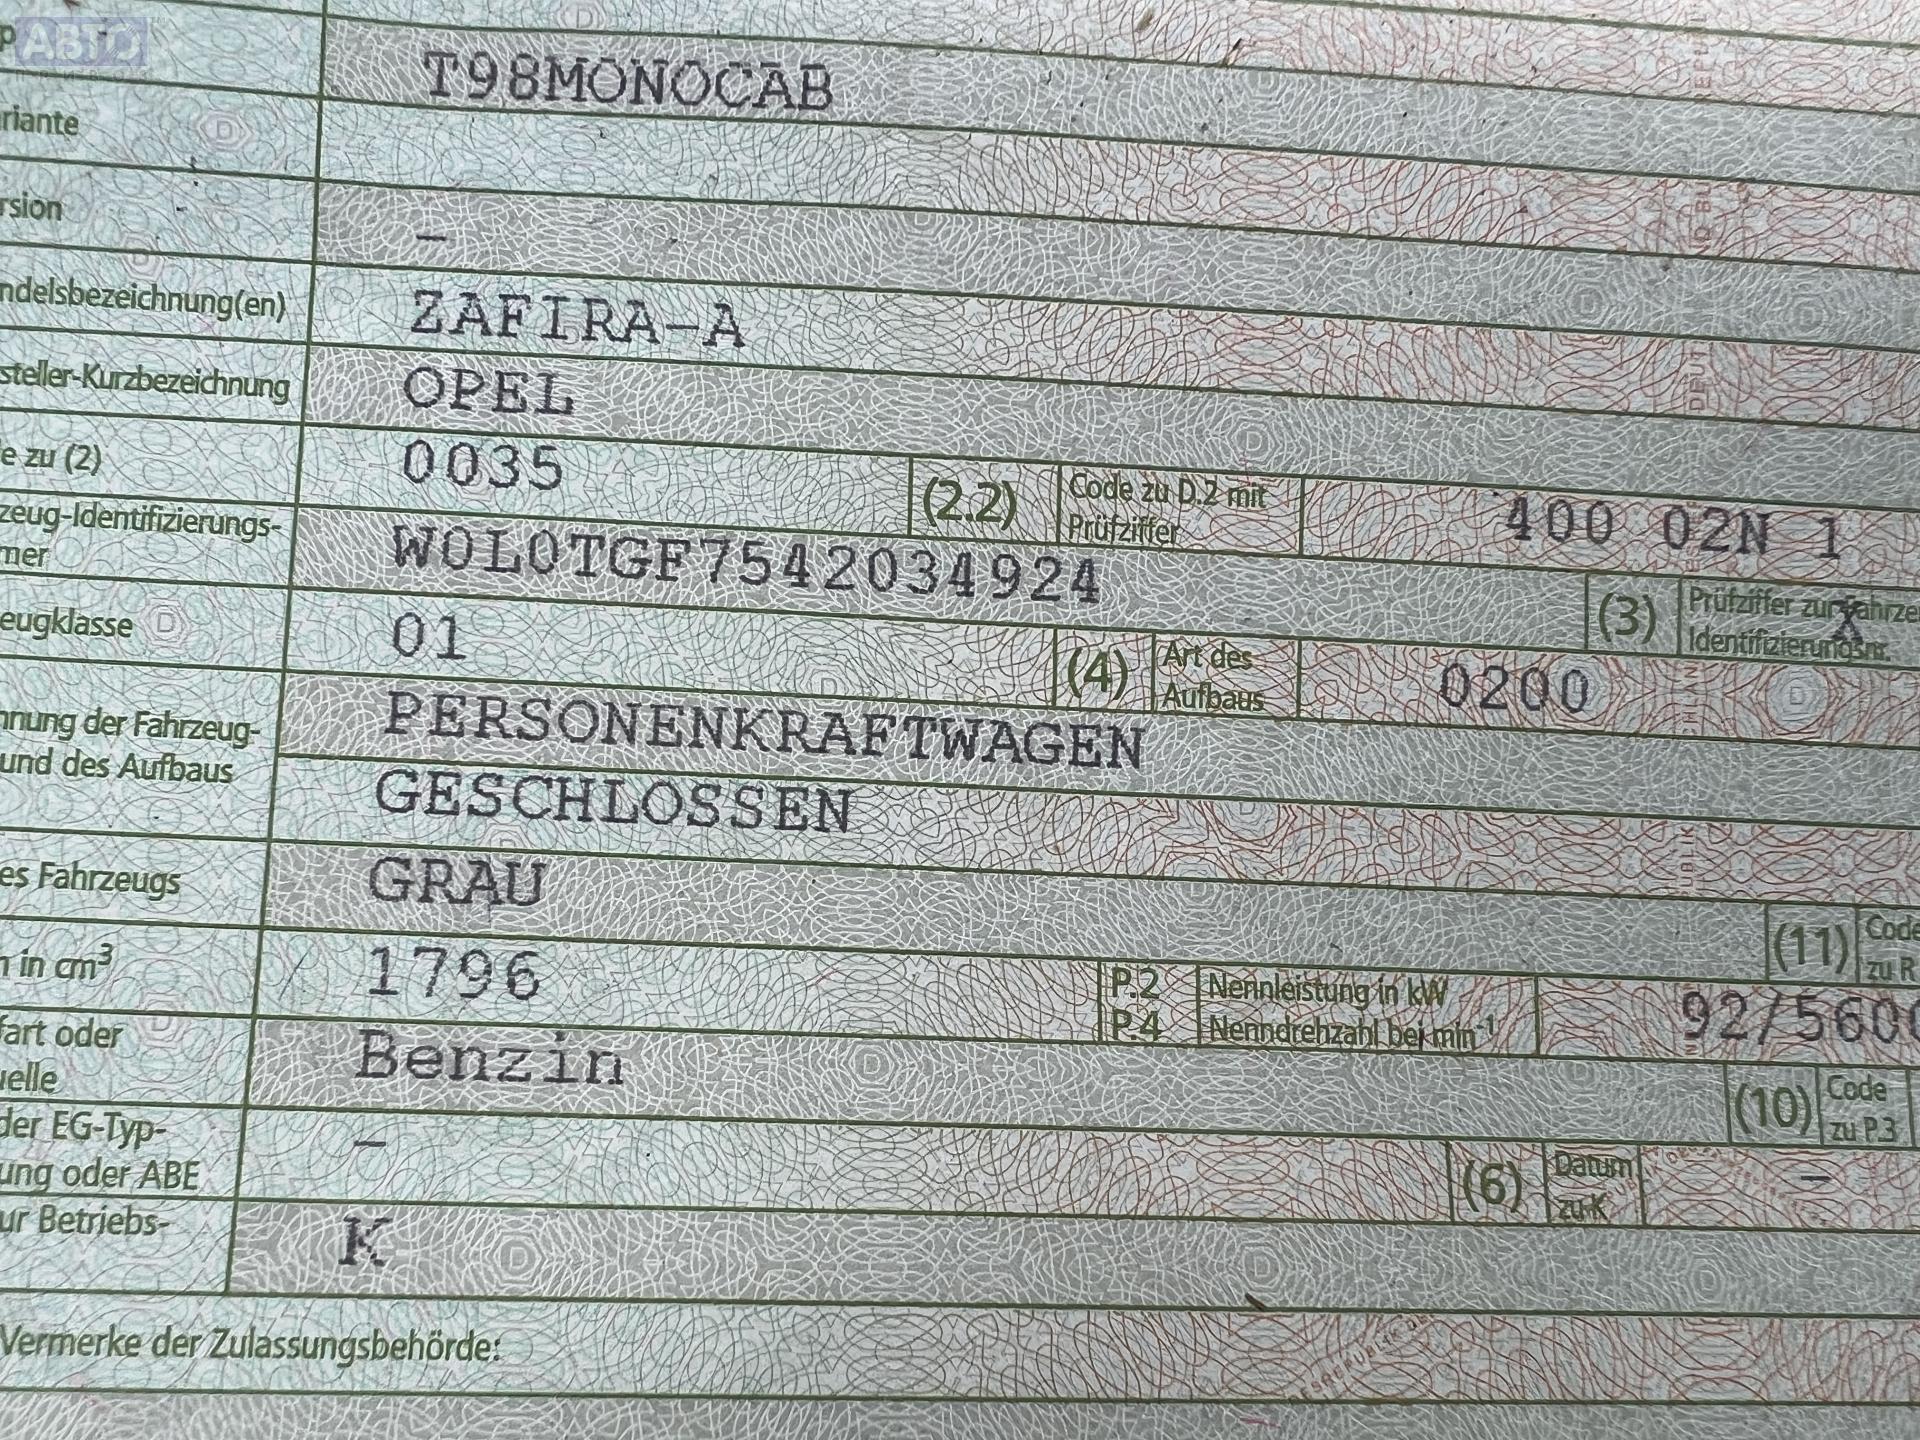 ABTO
T98MONOCAB
riante
rsion –
ndelsbezeichnung(en) ZAFIRA-A
steller-Kurzbezeichnung OPEL
e zu (2) 0035 (2.2) Code zu D.2 mit Prüfziffer 400 02N 1
zeug-Identifizierungs-
mer W0L0TGF7542034924 (3) Prüfziffer zur Fahrze
Identifizierungsnr. X
eugklasse 01 (4) Art des Aufbaus 0200
nnung der Fahrzeug- PERSONENKRAFTWAGEN
und des Aufbaus GESCHLOSSEN
es Fahrzeugs GRAU (11) Code
zu R
in cm³ 1796 P.2 Nennleistung in kW
P.4 Nenndrehzahl bei min⁻¹ 92/5600
art oder
uelle Benzin (10) Code
zu P.3
der EG-Typ-
ung oder ABE – (6) Datum
zu K –
ur Betriebs- K
Vermerke der Zulassungsbehörde: